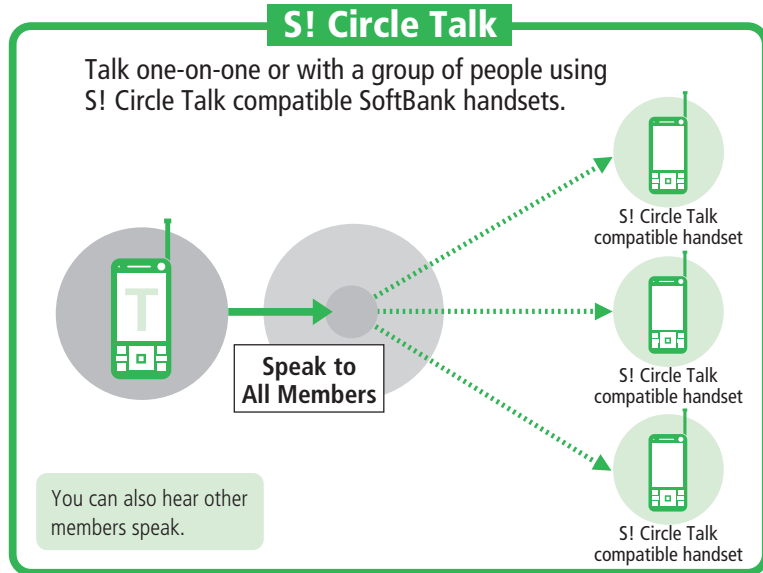 S! Circle Talk
Talk one-on-one or with a group of people using
S! Circle Talk compatible SoftBank handsets.
S! Circle Talk
compatible handset
T
Speak to
All Members
S! Circle Talk
compatible handset
You can also hear other
members speak.
S! Circle Talk
compatible handset